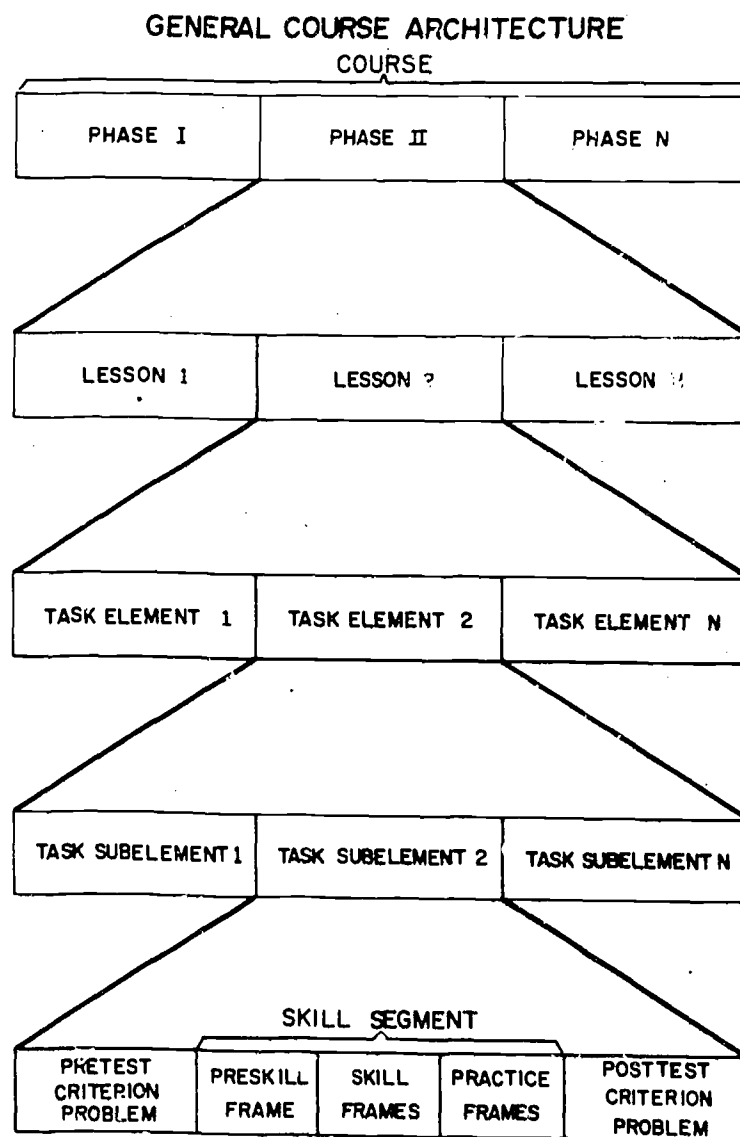 GENERAL COURSE ARCHITECTURE
COURSE
PHASE I PHASE II PHASE N
LESSON 1 LESSON LESSON
TASK ELEMENT 1 TASK ELEMENT 2 TASK ELEMENT N
TASK SUBELEMENT 1 TASK SUBELEMENT 2 TASK SUBELEMENT N
SKILL SEGMENT
PRETEST
CRITERION
PROBLEM
PRESKILL
FRAME
SKILL
FRAMES
PRACTICE
FRAMES
POSTTEST
CRITERION
PROBLEM